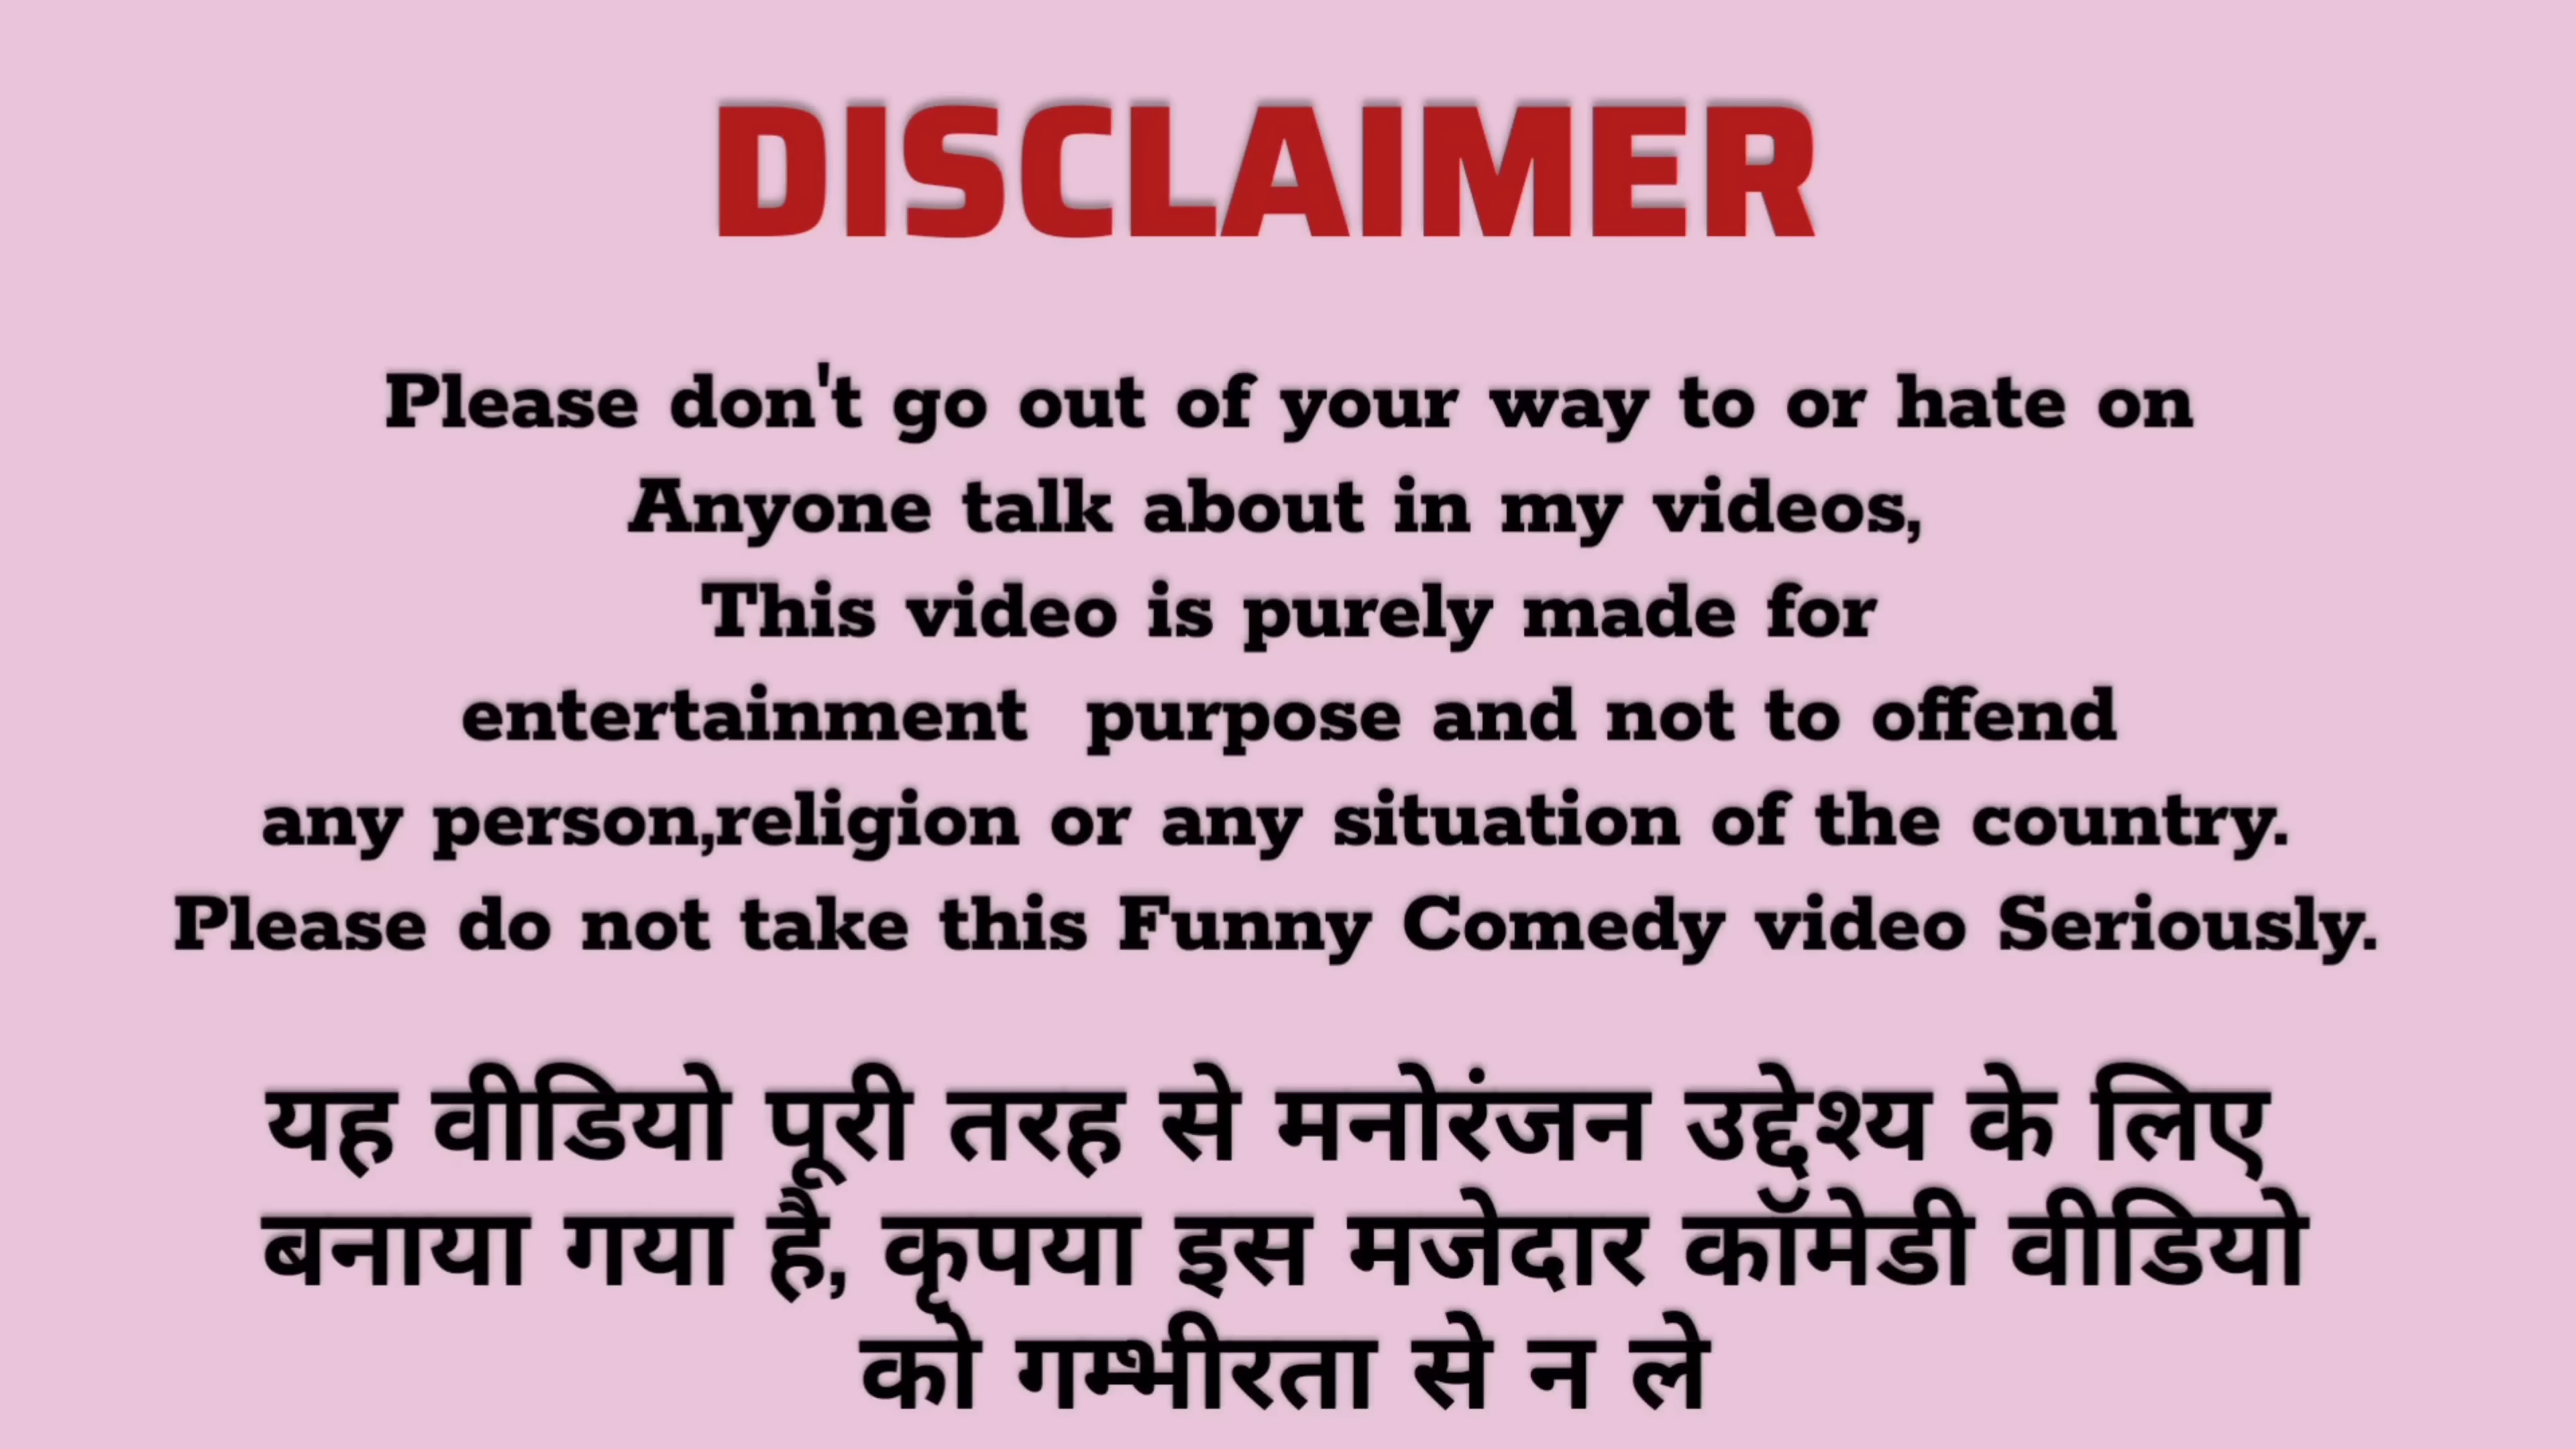 DISCLAIMER
Please don't go out of your way to or hate on
Anyone talk about in my videos,
This video is purely made for
entertainment purpose and not to offend
any person,religion or any situation of the country.
Please do not take this Funny Comedy video Seriously.
यह वीडियो पूरी तरह से मनोरंजन उद्देश्य के लिए
बनाया गया है, कृपया इस मजेदार कॉमेडी वीडियो
को गम्भीरता से न ले